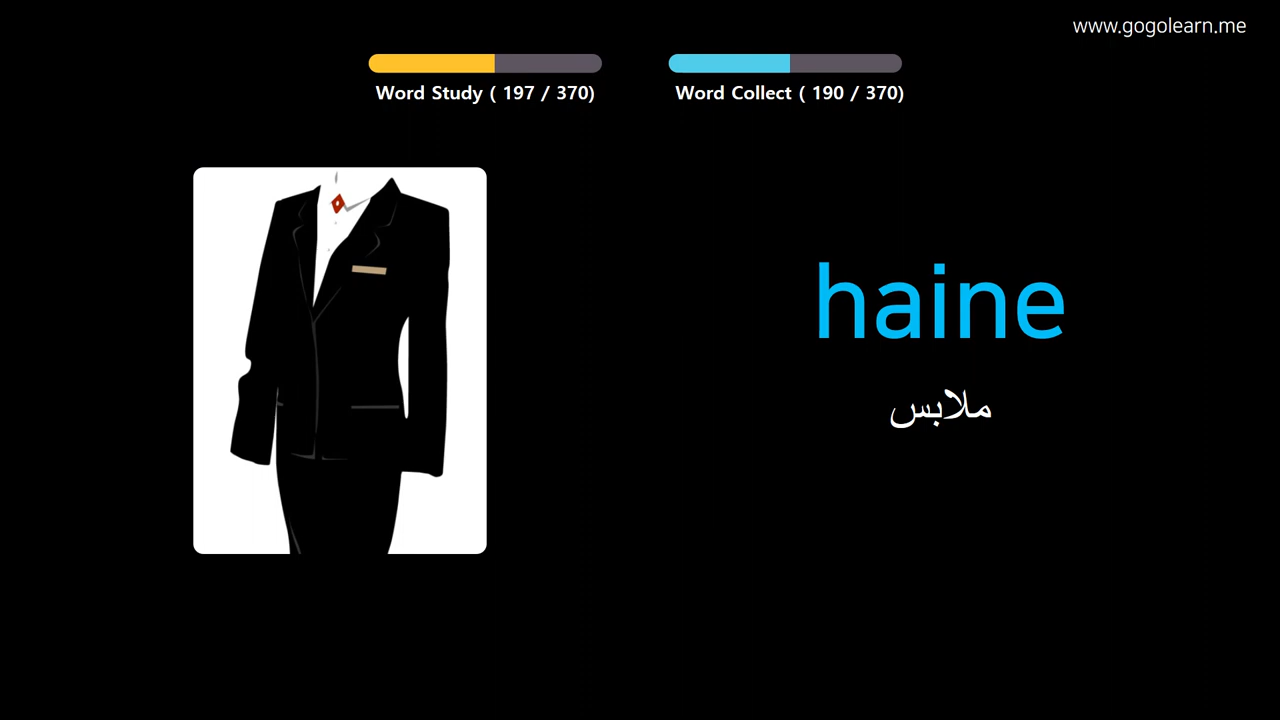 www.gogolearn.me
Word Study ( 197 / 370)
Word Collect ( 190 / 370)
haine
ملابس